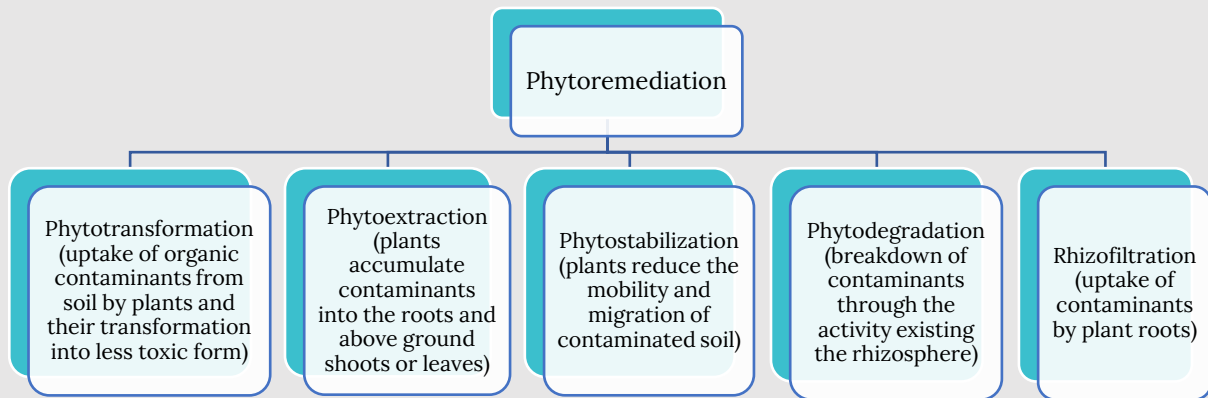 Phytoremediation
Phytotransformation
(uptake of organic
contaminants from
soil by plants and
their transformation
into less toxic form)
Phytoextraction
(plants
accumulate
contaminants
into the roots and
above ground
shoots or leaves)
Phytostabilization
(plants reduce the
mobility and
migration of
contaminated soil)
Phytodegradation
(breakdown of
contaminants
through the
activity existing
the rhizosphere)
Rhizofiltration
(uptake of
contaminants
by plant roots)